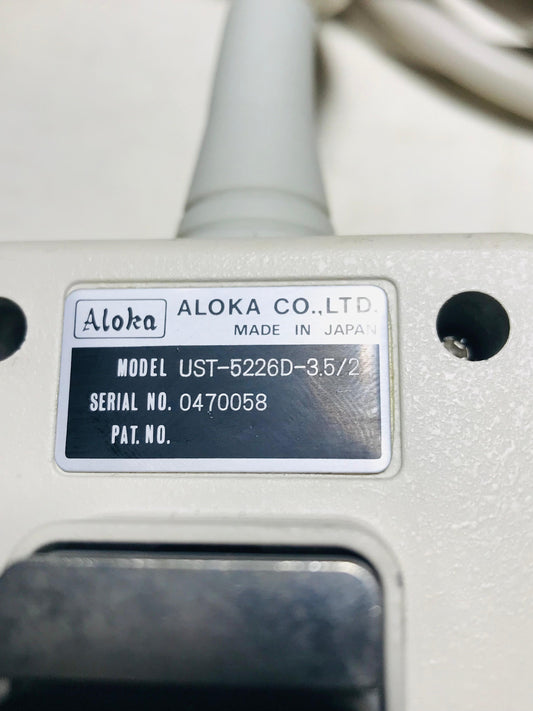 Aloka ALOKA CO.,LTD.
MADE IN JAPAN
MODEL UST-5226D-3.5/2
SERIAL NO. 0470058
PAT. NO.